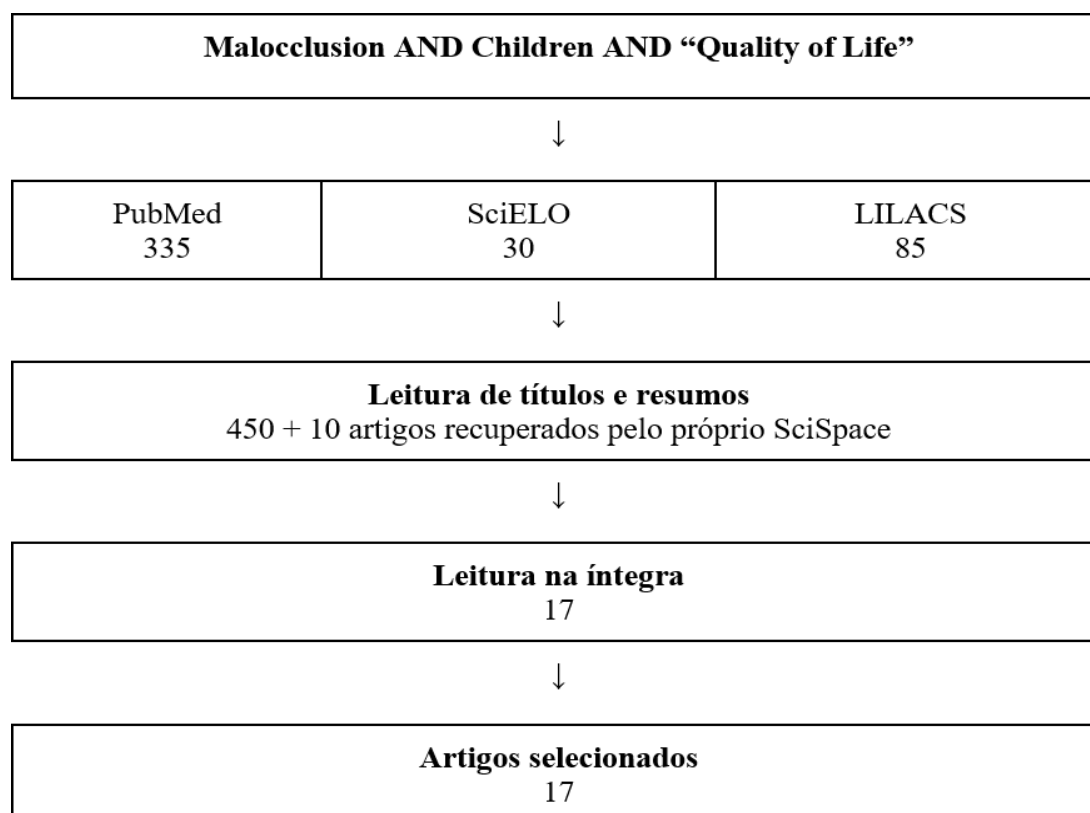 Malocclusion AND Children AND “Quality of Life”
↓
PubMed
335
SciELO
30
LILACS
85
↓
Leitura de títulos e resumos
450 + 10 artigos recuperados pelo próprio SciSpace
↓
Leitura na íntegra
17
↓
Artigos selecionados
17